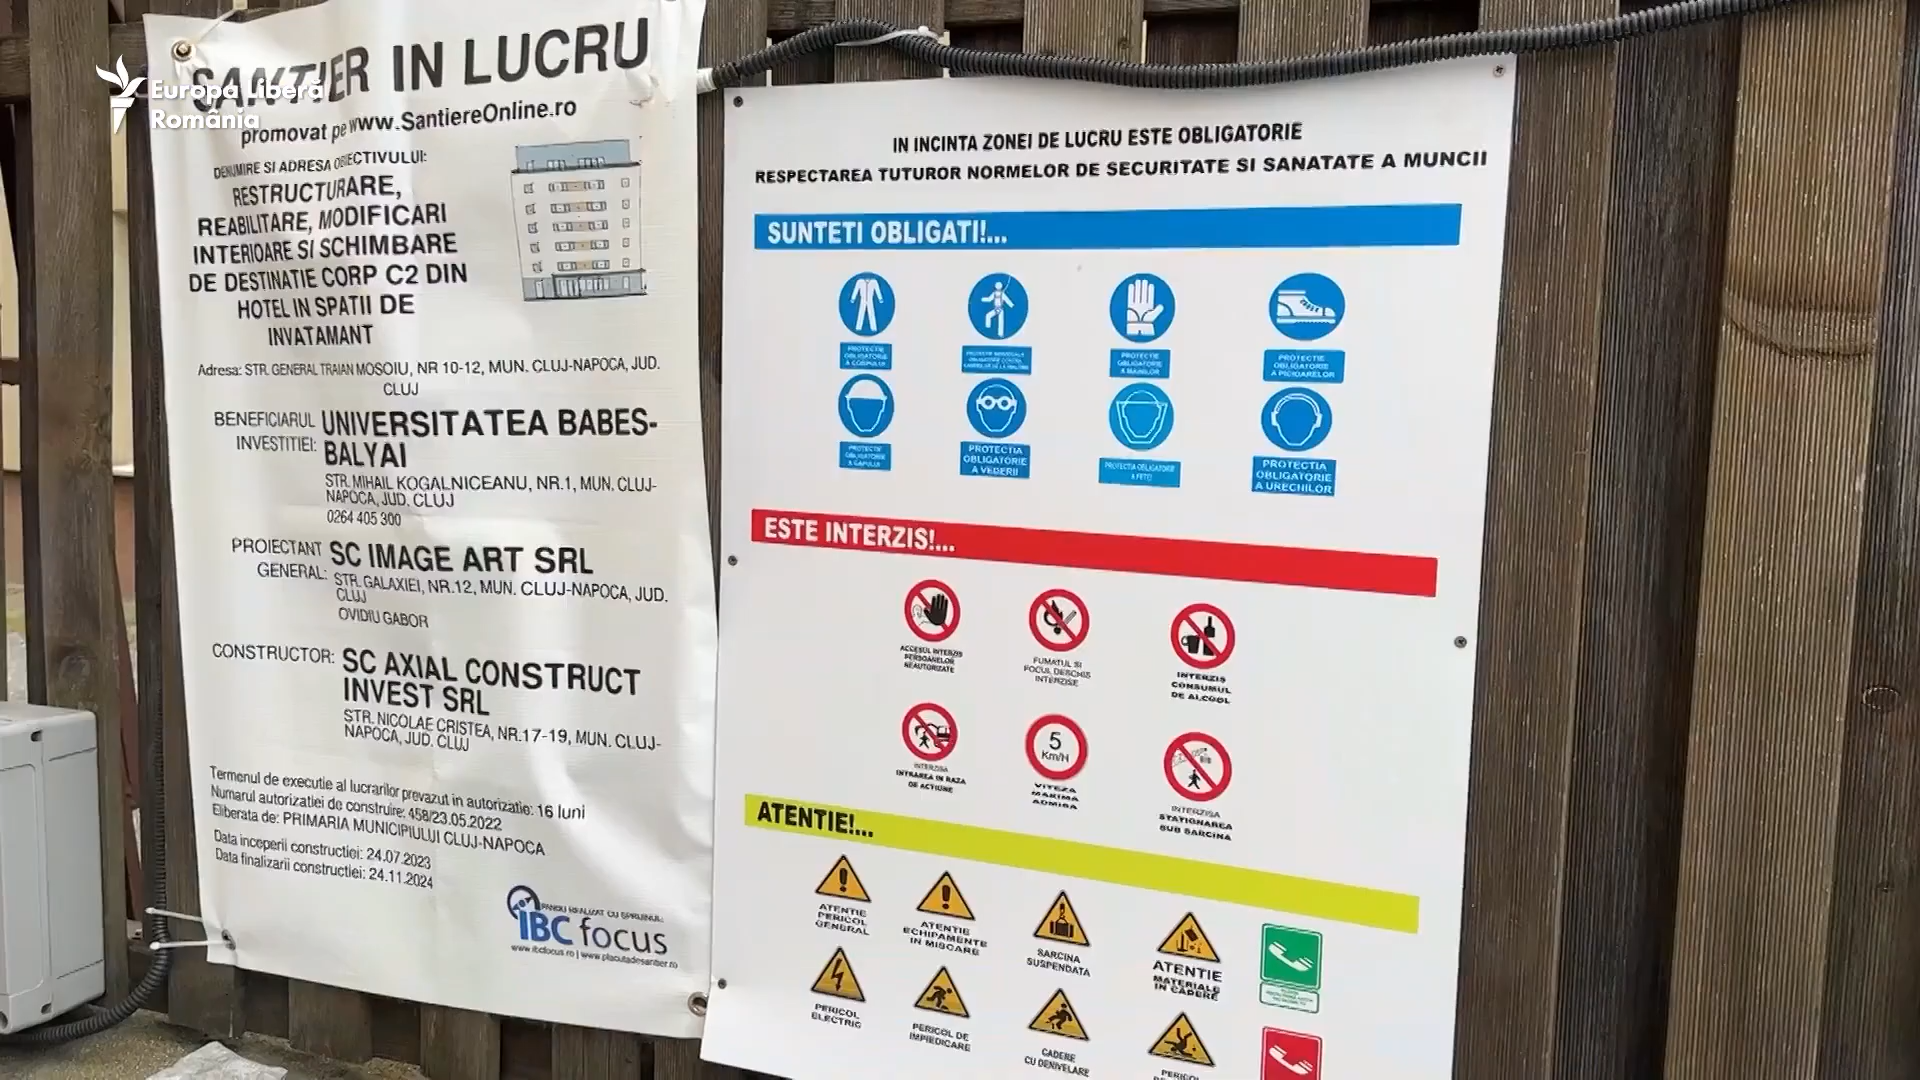 Europa Liberă
România
SANTIER IN LUCRU
promovat pe www.SantiereOnline.ro
DENUMIRE SI ADRESA OBIECTIVULUI:
RESTRUCTURARE,
REABILITARE, MODIFICARI
INTERIOARE SI SCHIMBARE
DE DESTINATIE CORP C2 DIN
HOTEL IN SPATII DE
INVATAMANT
Adresa: STR. GENERAL TRAIAN MOSOIU, NR 10-12, MUN. CLUJ-NAPOCA, JUD.
CLUJ
BENEFICIARUL INVESTITIEI:
UNIVERSITATEA BABES-
BALYAI
STR. MIHAIL KOGALNICEANU, NR.1, MUN. CLUJ-
NAPOCA, JUD. CLUJ
0264 405 300
PROIECTANT GENERAL:
SC IMAGE ART SRL
STR. GALAXIEI, NR.12, MUN. CLUJ-NAPOCA, JUD.
CLUJ
OVIDIU GABOR
CONSTRUCTOR:
SC AXIAL CONSTRUCT
INVEST SRL
STR. NICOLAE CRISTEA, NR.17-19, MUN. CLUJ-
NAPOCA, JUD. CLUJ
Termenul de executie al lucrarilor prevazut in autorizatie: 16 luni
Numarul autorizatiei de construire: 458/23.05.2022
Eliberata de: PRIMARIA MUNICIPIULUI CLUJ-NAPOCA
Data inceperii constructiei: 24.07.2023
Data finalizarii constructiei: 24.11.2024
PANOU REALIZAT CU SPRIJINUL:
IBC focus
www.ibcfocus.ro | www.placutadesantier.ro
IN INCINTA ZONEI DE LUCRU ESTE OBLIGATORIE
RESPECTAREA TUTUROR NORMELOR DE SECURITATE SI SANATATE A MUNCII
SUNTETI OBLIGATI!...
PROTECTIE
OBLIGATORIE
A CORPULUI
PROTECTIE
OBLIGATORIE
A MAINILOR
PROTECTIE
OBLIGATORIE
A PICIOARELOR
PROTECTIE
OBLIGATORIE
A CAPULUI
PROTECTIA
OBLIGATORIE
A VEDERII
PROTECTIA OBLIGATORIE
A FETEI
PROTECTIA
OBLIGATORIE
A URECHILOR
ESTE INTERZIS!...
ACCESUL INTERZIS
PERSOANELOR
NEAUTORIZATE
FUMATUL SI
FOCUL DESCHIS
INTERZISE
INTERZIS
CONSUMUL
DE ALCOOL
INTERZISA
INTRAREA IN RAZA
DE ACTIUNE
5
Km/H
VITEZA
MAXIMA
ADMISA
INTERZISA
STATIONAREA
SUB SARCINA
ATENTIE!...
ATENTIE
PERICOL
GENERAL
ATENTIE
ECHIPAMENTE
IN MISCARE
SARCINA
SUSPENDATA
ATENTIE
MATERIALE
IN CADERE
PERICOL
ELECTRIC
PERICOL DE
IMPIEDICARE
CADERE
CU DENIVELARE
PERICOL